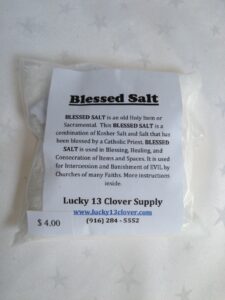 Blessed Salt
BLESSED SALT is an old Holy Item or
Sacramental. This BLESSED SALT is a
combination of Kosher Salt and Salt that has
been blessed by a Catholic Priest. BLESSED
SALT is used in Blessing, Healing, and
Consecration of Items and Spaces. It is used
for Intercession and Banishment of EVIL by
Churches of many Faiths. More instructions
inside.
Lucky 13 Clover Supply
www.lucky13clover.com
(916) 284 - 5552
$ 4.00